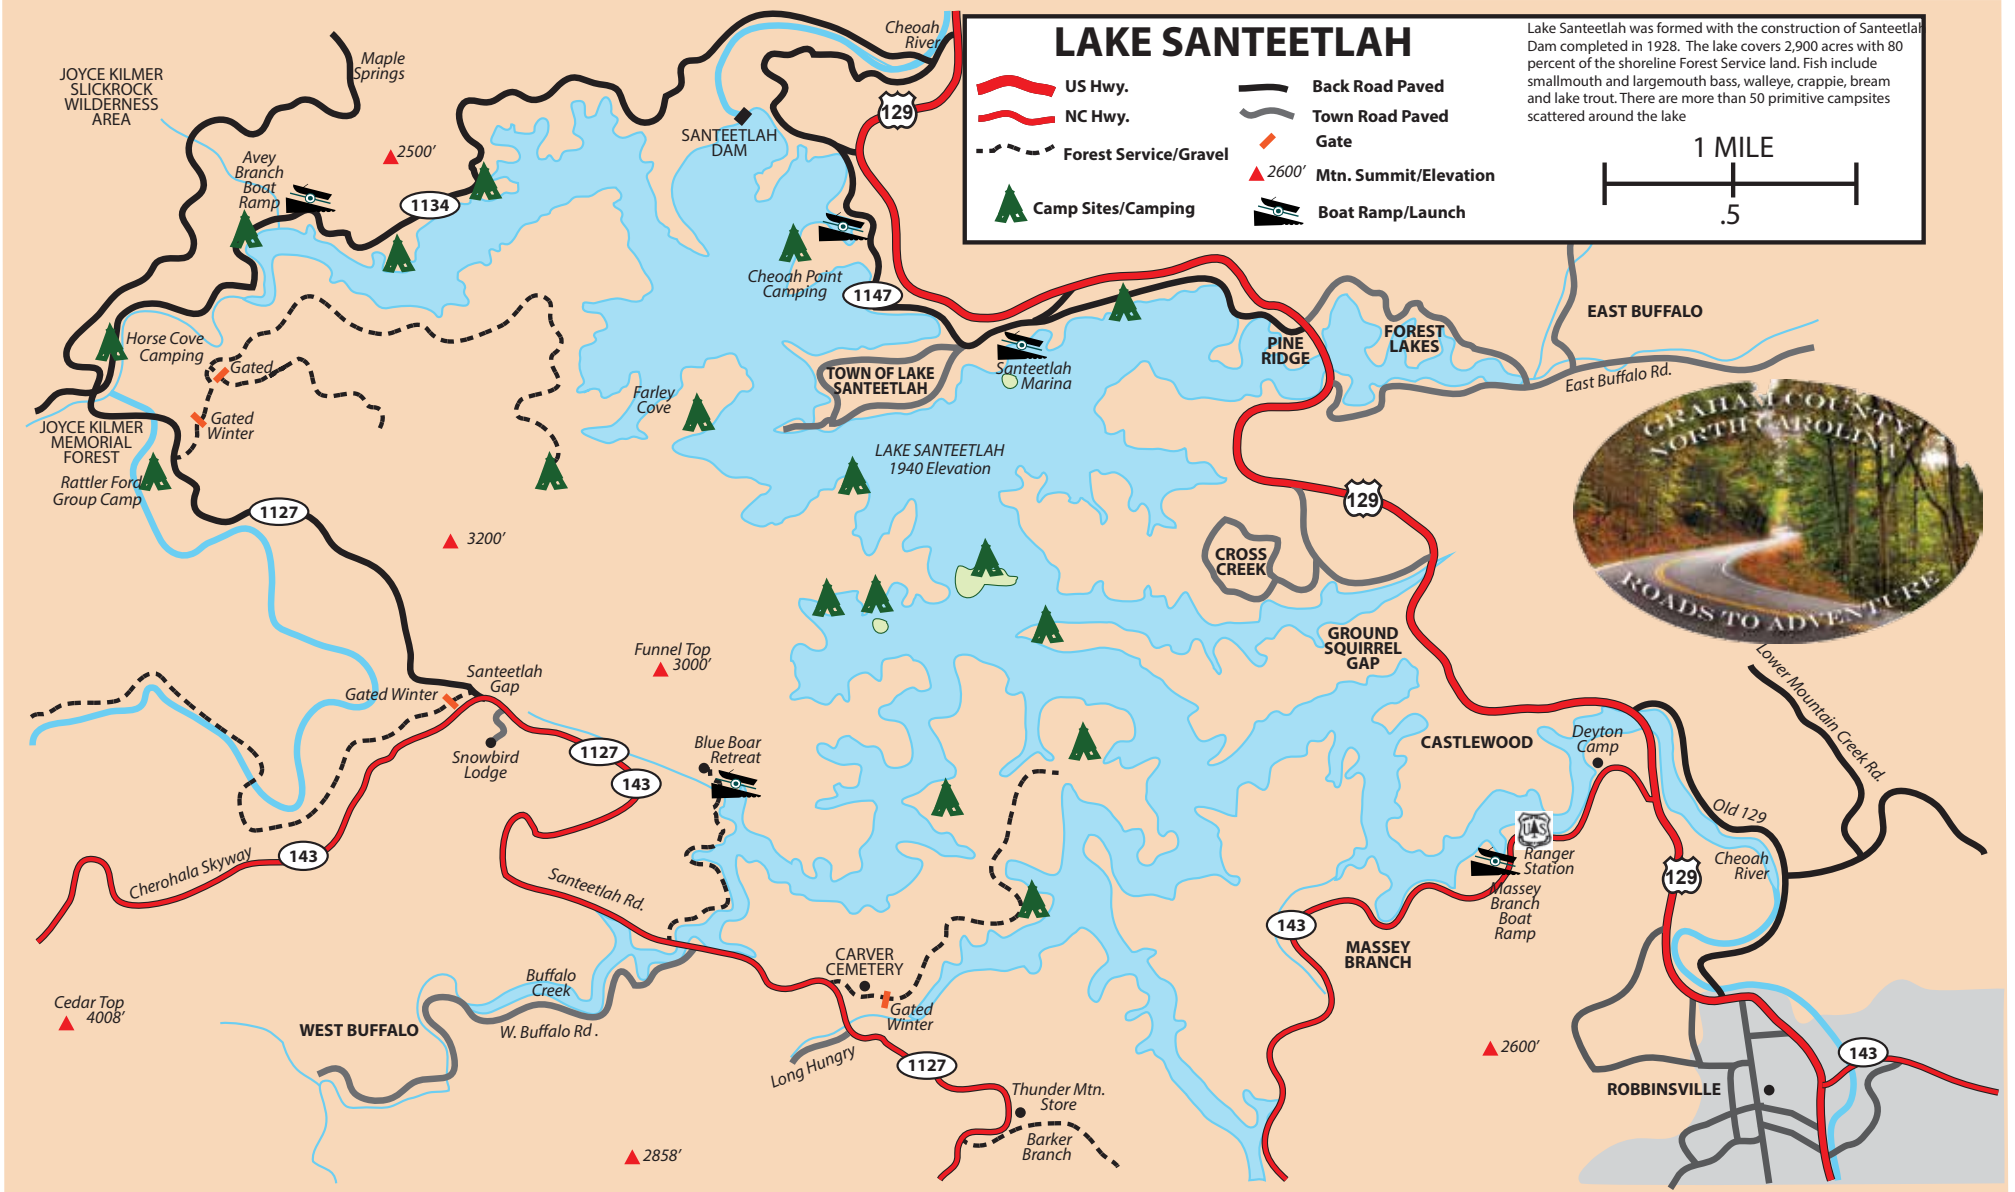 LAKE SANTEETLAH
US Hwy.
NC Hwy.
Forest Service/Gravel
Camp Sites/Camping
Back Road Paved
Town Road Paved
Gate
2600’
Mtn. Summit/Elevation
Boat Ramp/Launch
Lake Santeetlah was formed with the construction of Santeetlah
Dam completed in 1928.  The lake covers 2,900 acres with 80
percent of the shoreline Forest Service land. Fish include
smallmouth and largemouth bass, walleye, crappie, bream
and lake trout. There are more than 50 primitive campsites
scattered around the lake
1 MILE
.5
Cheoah
River
Maple
Springs
JOYCE KILMER
SLICKROCK
WILDERNESS
AREA
129
SANTEETLAH
DAM
2500’
Avey
Branch
Boat
Ramp
1134
Cheoah Point
Camping
1147
EAST BUFFALO
Horse Cove
Camping
Gated
PINE
RIDGE
FOREST
LAKES
TOWN OF LAKE
SANTEETLAH
Santeetlah
Marina
East Buffalo Rd.
Farley
Cove
Gated
Winter
JOYCE KILMER
MEMORIAL
FOREST
Rattler Ford
Group Camp
LAKE SANTEETLAH
1940 Elevation
GRAHAM COUNTY
NORTH CAROLINA
ROADS TO ADVENTURE
1127
129
3200’
CROSS
CREEK
GROUND
SQUIRREL
GAP
Funnel Top
3000’
Santeetlah
Gap
Gated Winter
Lower Mountain Creek Rd.
Snowbird
Lodge
1127
143
Blue Boar
Retreat
CASTLEWOOD
Deyton
Camp
Old 129
UAS
Ranger
Station
Cheoah
River
143
Cherohala Skyway
129
Santeetlah Rd.
Massey
Branch
Boat
Ramp
143
MASSEY
BRANCH
CARVER
CEMETERY
Buffalo
Creek
Gated
Winter
Cedar Top
4008’
WEST BUFFALO
W. Buffalo Rd .
Long Hungry
1127
2600’
143
ROBBINSVILLE
Thunder Mtn.
Store
Barker
Branch
2858’